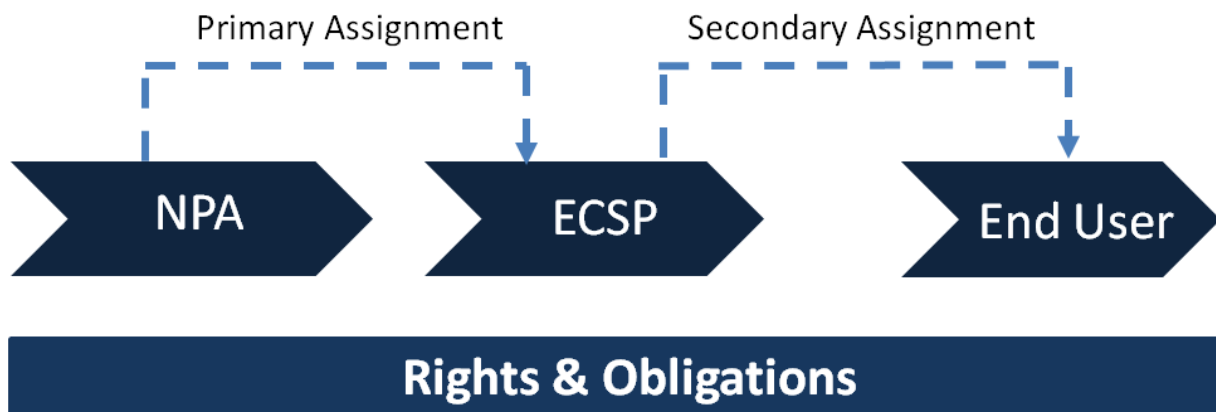 Primary Assignment
Secondary Assignment
NPA
ECSP
End User
Rights & Obligations